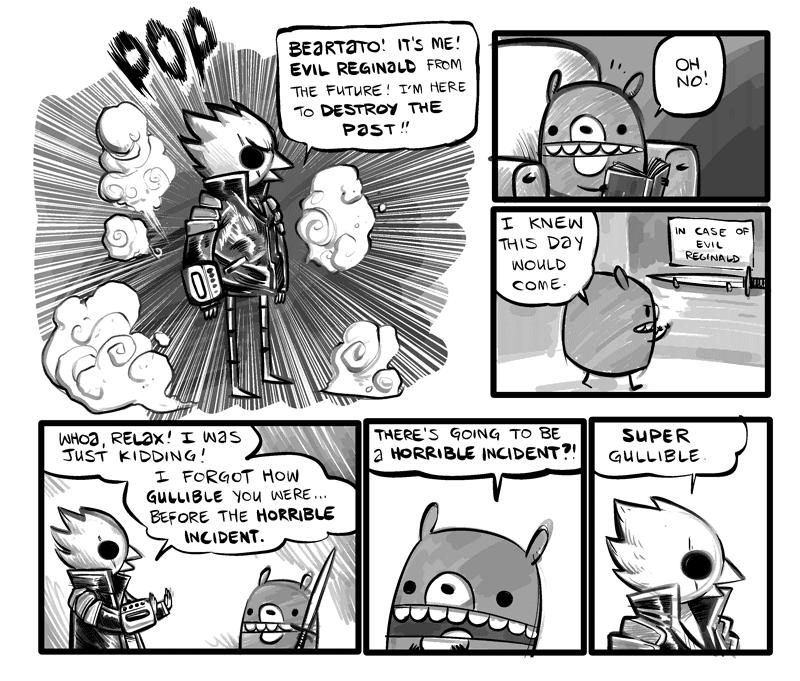 POP
BEARTATO! IT'S ME!
EVIL REGINALD FROM
THE FUTURE! I'M HERE
TO DESTROY THE
PAST!!
OH
NO!
I KNEW
THIS DAY
WOULD
COME.
IN CASE OF
EVIL
REGINALD
WHOA, RELAX! I WAS
JUST KIDDING!
I FORGOT HOW
GULLIBLE YOU WERE...
BEFORE THE HORRIBLE
INCIDENT.
THERE'S GOING TO BE
A HORRIBLE INCIDENT?!
SUPER
GULLIBLE.